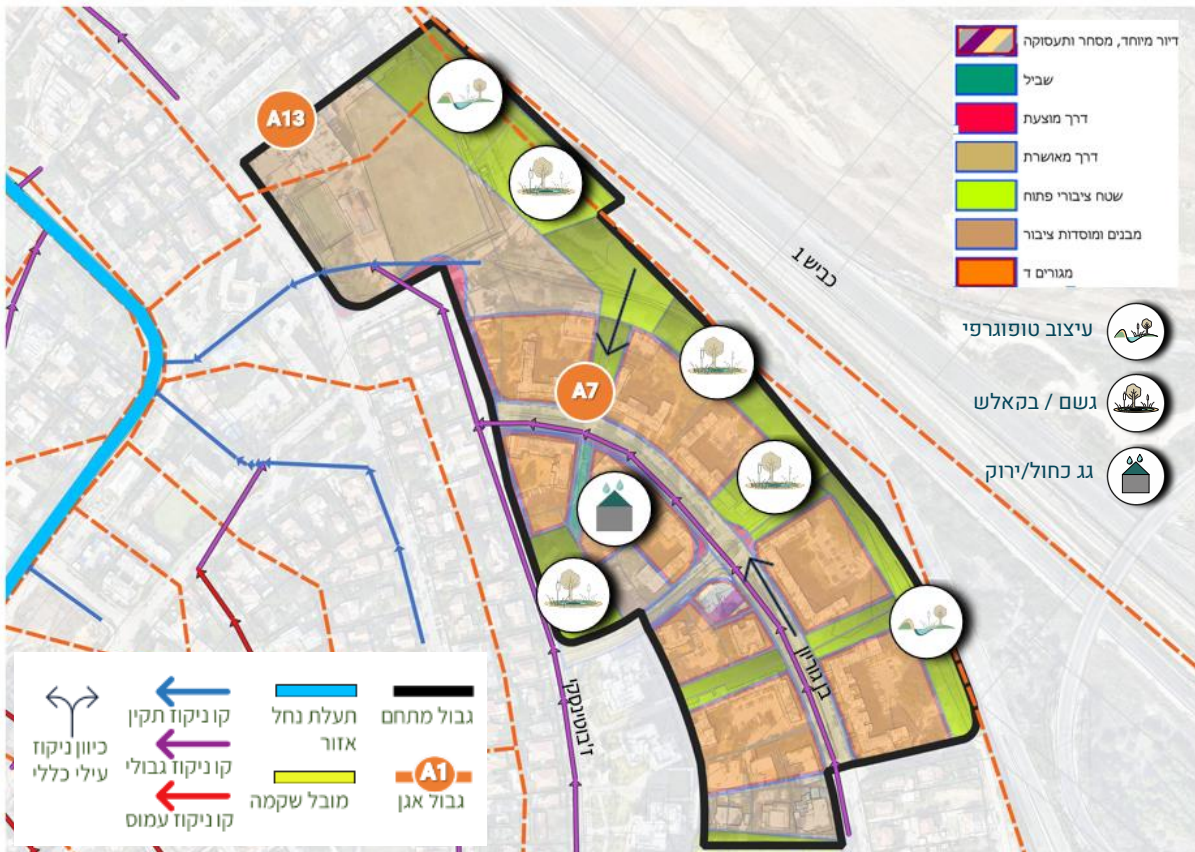 דיור מיוחד, מסחר ותעסוקה
שביל
דרך מוצעת
דרך מאושרת
שטח ציבורי פתוח
מבנים ומוסדות ציבור
מגורים ד
עיצוב טופוגרפי
גשם / בקאלש
גג כחול/ירוק
A13
A7
כביש 1
בן גוריון
ז'בוטינסקי
גבול מתחם
תעלת נחל
אזור
קו ניקוז תקין
קו ניקוז גבולי
קו ניקוז עמוס
כיוון ניקוז
עילי כללי
A1
גבול אגן
מובל שקמה